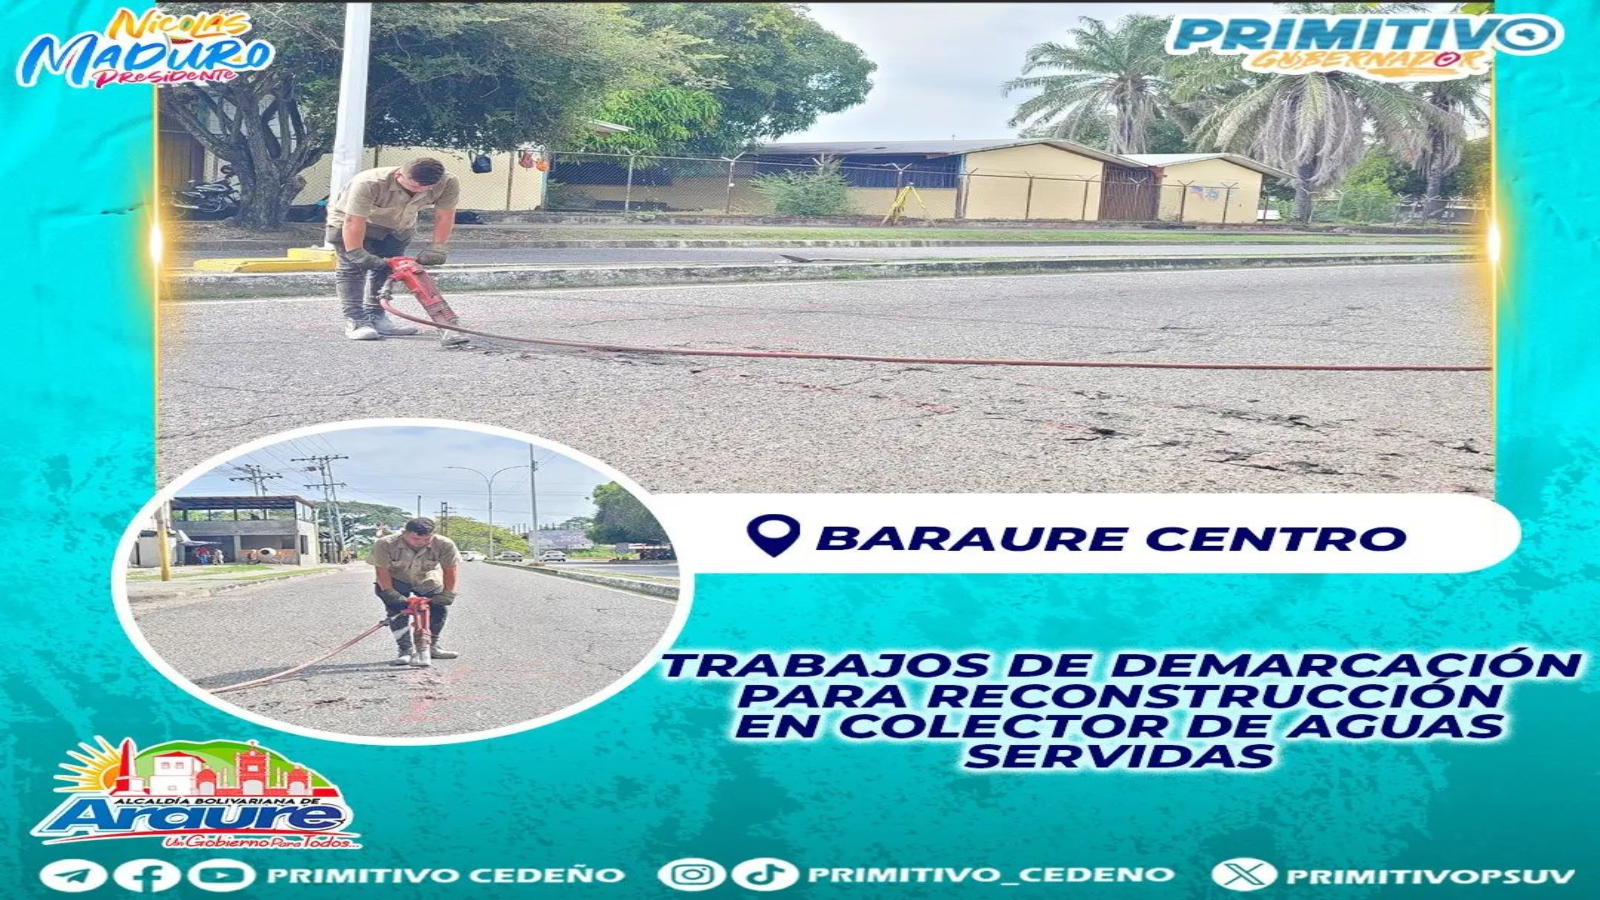 NICOLÁS
MADURO
PRESIDENTE
PRIMITIVO
GOBERNADOR
BARAURE CENTRO
TRABAJOS DE DEMARCACIÓN
PARA RECONSTRUCCIÓN
EN COLECTOR DE AGUAS
SERVIDAS
ALCALDÍA BOLIVARIANA DE
Araure
Un Gobierno Para Todos...
PRIMITIVO CEDEÑO
PRIMITIVO_CEDENO
PRIMITIVOPSUV